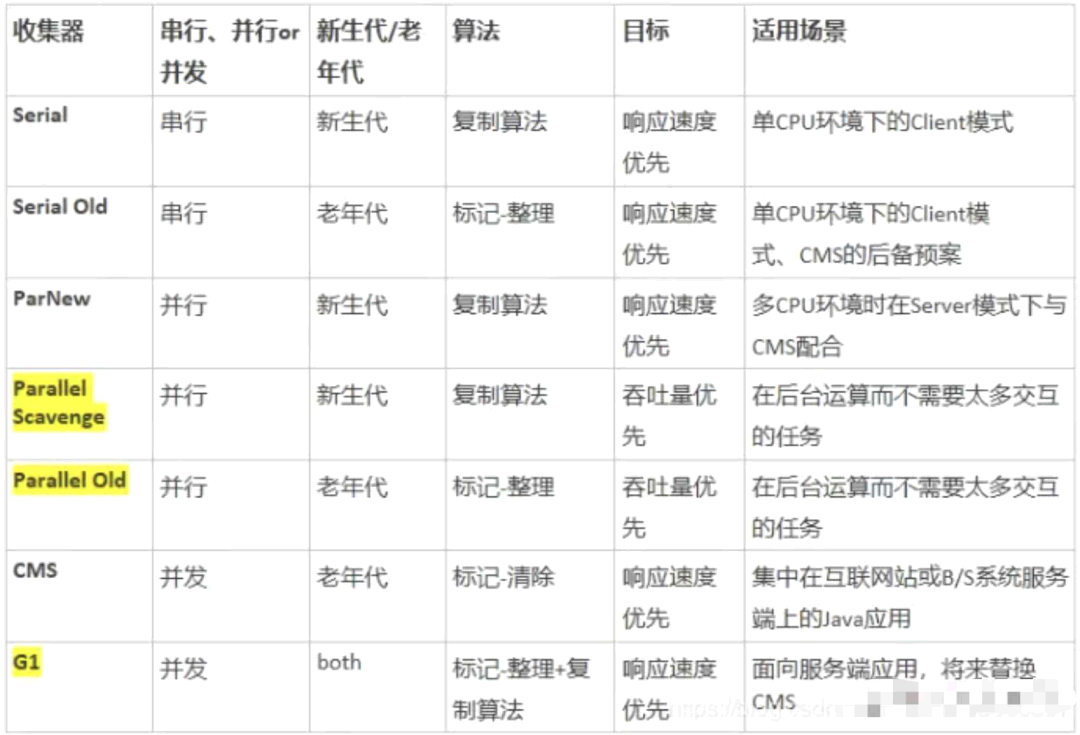 收集器 串行、并行or 新生代/老 算法 目标 适用场景
并发 年代
Serial 串行 新生代 复制算法 响应速度 单CPU环境下的Client模式
优先
Serial Old 串行 老年代 标记-整理 响应速度 单CPU环境下的Client模
优先 式、CMS的后备预案
ParNew 并行 新生代 复制算法 响应速度 多CPU环境时在Server模式下与
优先 CMS配合
Parallel 并行 新生代 复制算法 吞吐量优 在后台运算而不需要太多交互
Scavenge 先 的任务
Parallel Old 并行 老年代 标记-整理 吞吐量优 在后台运算而不需要太多交互
先 的任务
CMS 并发 老年代 标记-清除 响应速度 集中在互联网站或B/S系统服务
优先 端上的Java应用
G1 并发 both 标记-整理+复 响应速度 面向服务端应用，将来替换
制算法 优先 CMS